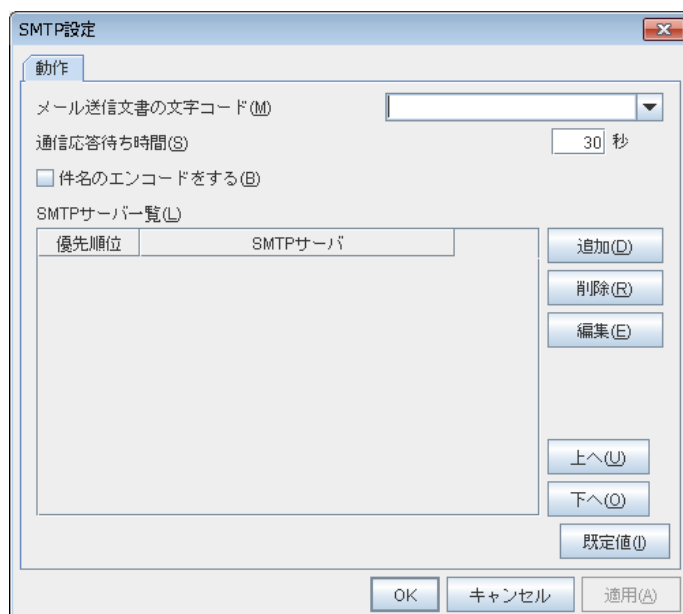 SMTP設定
動作
メール送信文書の文字コード(M)
通信応答待ち時間(S) 30 秒
件名のエンコードをする(B)
SMTPサーバ一覧(L)
優先順位 SMTPサーバ
追加(D)
削除(R)
編集(E)
上へ(U)
下へ(O)
既定値(I)
OK キャンセル 適用(A)